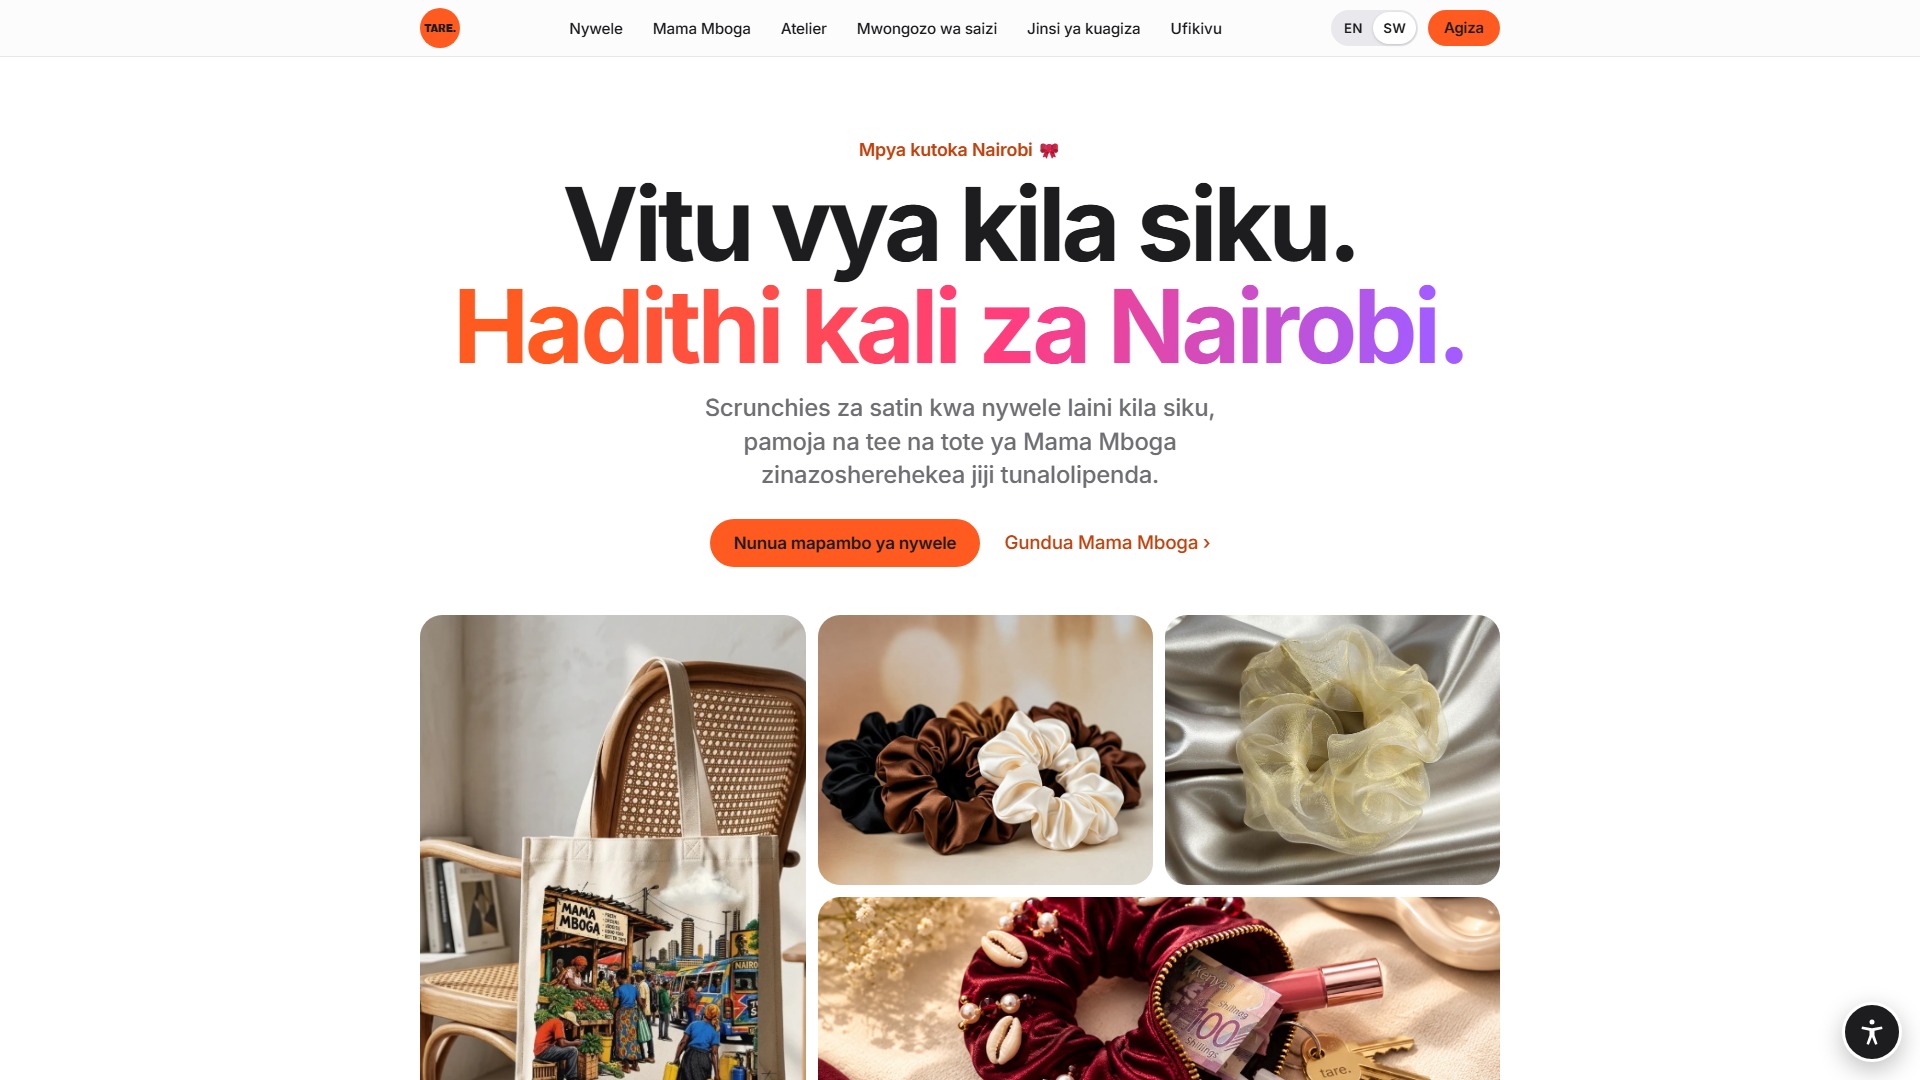 TARE.
Nywele
Mama Mboga
Atelier
Mwongozo wa saizi
Jinsi ya kuagiza
Ufikivu
EN
SW
Agiza
Mpya kutoka Nairobi
Vitu vya kila siku.
Hadithi kali za Nairobi.
Scrunchies za satin kwa nywele laini kila siku,
pamoja na tee na tote ya Mama Mboga
zinazosherehekea jiji tunalolipenda.
Nunua mapambo ya nywele
Gundua Mama Mboga ›
MAMA
MBOGA
NAIRO
Kenya
Shillings
100
Shillings
tare.